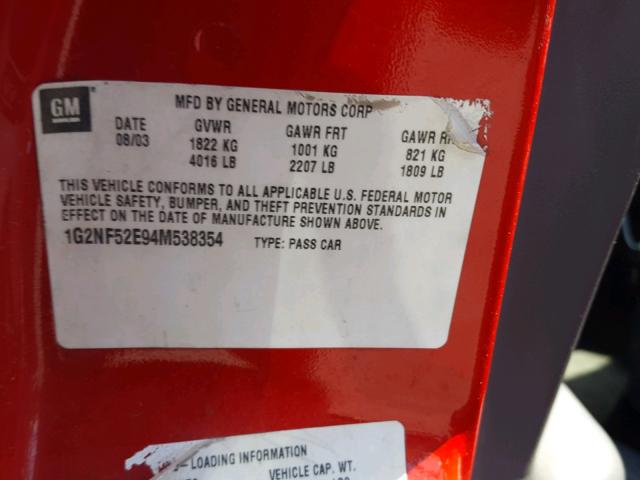 GM
MFD BY GENERAL MOTORS CORP
DATE GVWR GAWR FRT GAWR
08/03 1822 KG 1001 KG 821 KG
4016 LB 2207 LB 1809 LB
THIS VEHICLE CONFORMS TO ALL APPLICABLE U.S. FEDERAL MOTOR
VEHICLE SAFETY, BUMPER, AND THEFT PREVENTION STANDARDS IN
EFFECT ON THE DATE OF MANUFACTURE SHOWN ABOVE.
1G2NF52E94M538354 TYPE: PASS CAR
LOADING INFORMATION
VEHICLE CAP. WT.